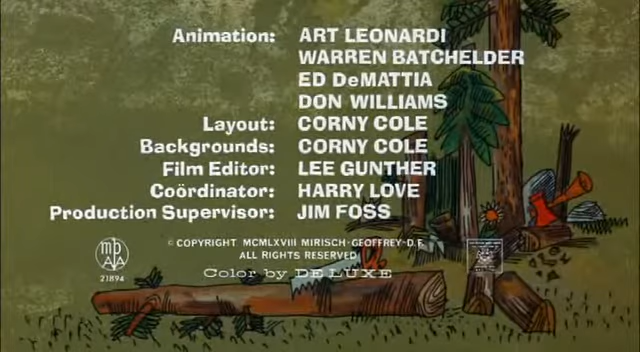 Animation: ART LEONARDI
WARREN BATCHELDER
ED DeMATTIA
DON WILLIAMS
Layout: CORNY COLE
Backgrounds: CORNY COLE
Film Editor: LEE GUNTHER
Coördinator: HARRY LOVE
Production Supervisor: JIM FOSS
© COPYRIGHT MCMLXVIII MIRISCH-GEOFFREY-D.F.
ALL RIGHTS RESERVED
Color by DE LUXE
21894